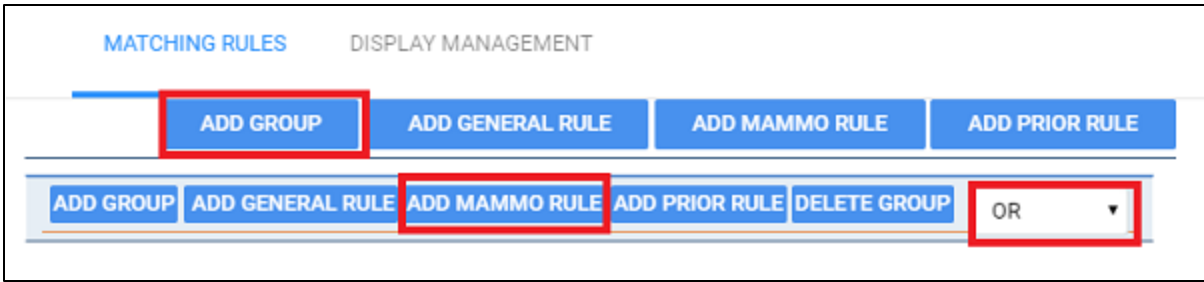 MATCHING RULES DISPLAY MANAGEMENT
ADD GROUP ADD GENERAL RULE ADD MAMMO RULE ADD PRIOR RULE
ADD GROUP ADD GENERAL RULE ADD MAMMO RULE ADD PRIOR RULE DELETE GROUP OR